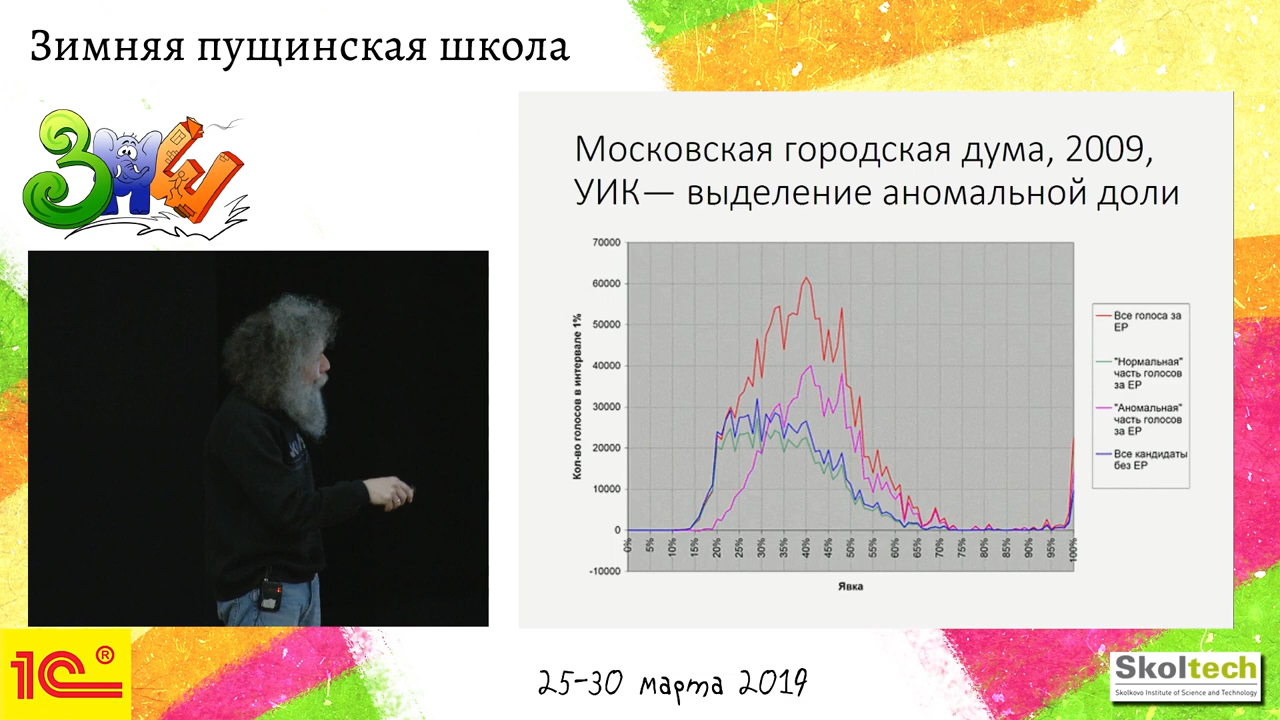 Зимняя пущинская школа
ЗПШ
Московская городская дума, 2009,
УИК— выделение аномальной доли
70000
60000
50000
40000
30000
20000
10000
0
-10000
Кол-во голосов в интервале 1%
0%
5%
10%
15%
20%
25%
30%
35%
40%
45%
50%
55%
60%
65%
70%
75%
80%
85%
90%
95%
100%
Явка
Все голоса за
ЕР
"Нормальная"
часть голосов
за ЕР
"Аномальная"
часть голосов
за ЕР
Все кандидаты
без ЕР
1С®
25-30 марта 2019
Skoltech
Skolkovo Institute of Science and Technology